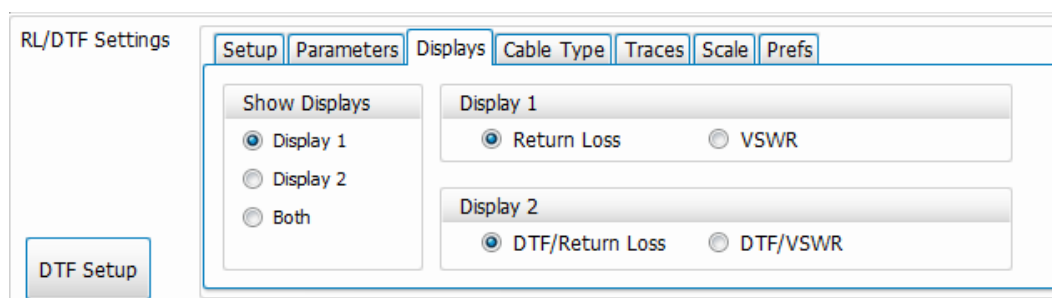 RL/DTF Settings
Setup Parameters Displays Cable Type Traces Scale Prefs
Show Displays
Display 1
Display 2
Both
Display 1
Return Loss VSWR
Display 2
DTF/Return Loss DTF/VSWR
DTF Setup